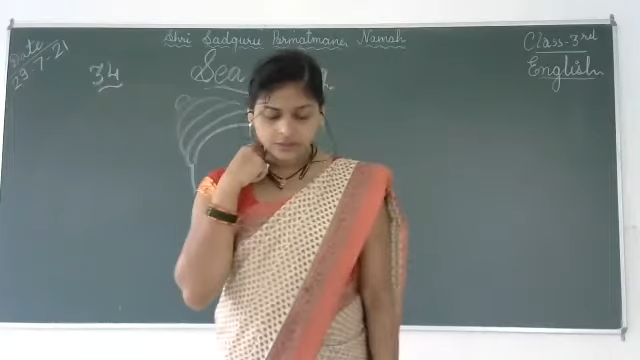 Shri Sadguru Parmatmane Namah
Date
29-7-21
34
Sea
Class-3rd
English